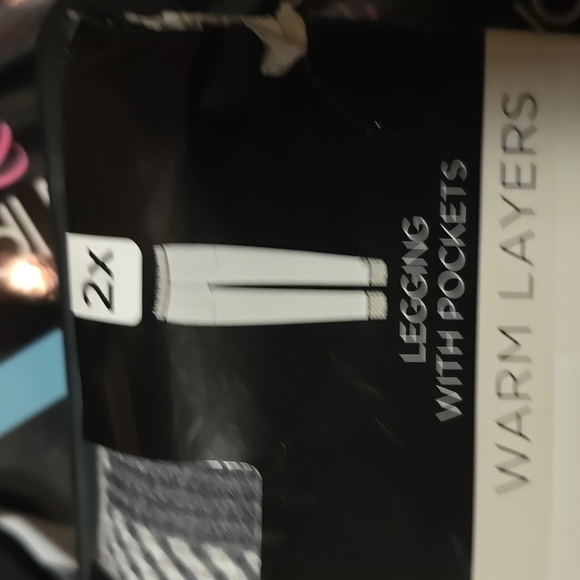 2X
LEGGING
WITH POCKETS
WARM LAYERS